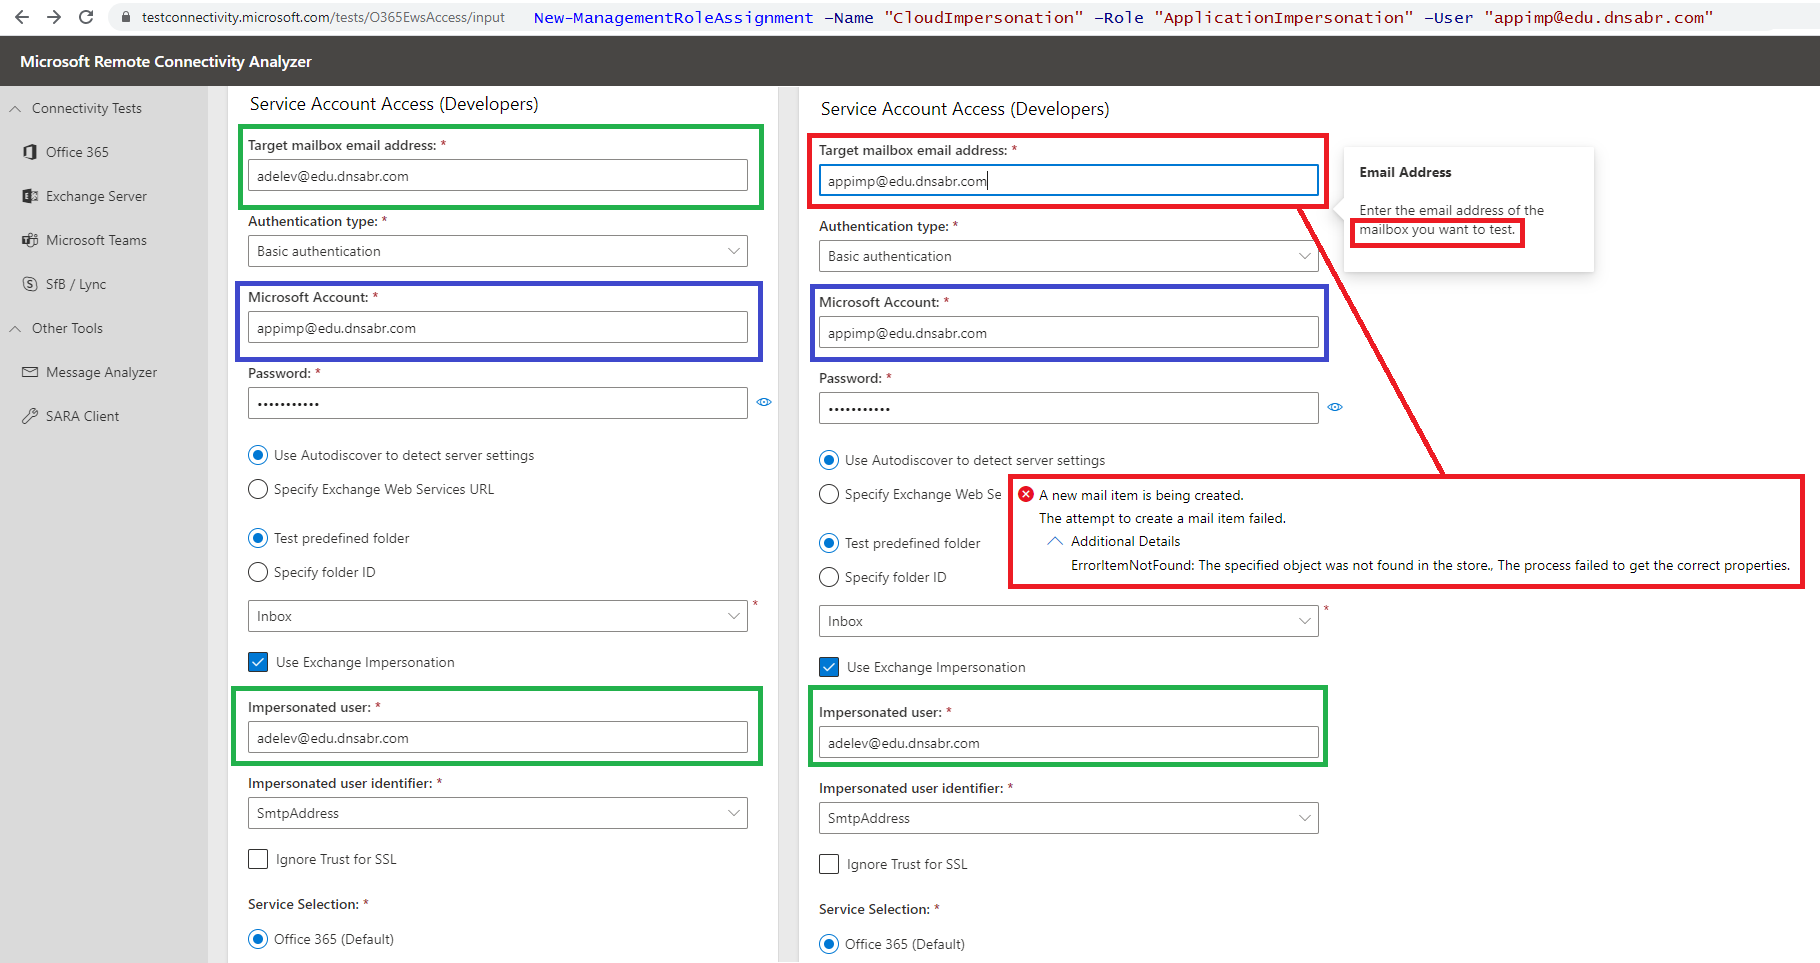 testconnectivity.microsoft.com/tests/O365EwsAccess/input
New-ManagementRoleAssignment –Name "CloudImpersonation" –Role "ApplicationImpersonation" –User "appimp@edu.dnsabr.com"
Microsoft Remote Connectivity Analyzer
Connectivity Tests
Office 365
Exchange Server
Microsoft Teams
SfB / Lync
Other Tools
Message Analyzer
SARA Client
Service Account Access (Developers)
Target mailbox email address: *
adelev@edu.dnsabr.com
Authentication type: *
Basic authentication
Microsoft Account: *
appimp@edu.dnsabr.com
Password: *
•••••••••••
Use Autodiscover to detect server settings
Specify Exchange Web Services URL
Test predefined folder
Specify folder ID
Inbox *
Use Exchange Impersonation
Impersonated user: *
adelev@edu.dnsabr.com
Impersonated user identifier: *
SmtpAddress
Ignore Trust for SSL
Service Selection: *
Office 365 (Default)
Service Account Access (Developers)
Target mailbox email address: *
appimp@edu.dnsabr.com
Authentication type: *
Basic authentication
Microsoft Account: *
appimp@edu.dnsabr.com
Password: *
•••••••••••
Use Autodiscover to detect server settings
Specify Exchange Web Se
Test predefined folder
Specify folder ID
Inbox *
Use Exchange Impersonation
Impersonated user: *
adelev@edu.dnsabr.com
Impersonated user identifier: *
SmtpAddress
Ignore Trust for SSL
Service Selection: *
Office 365 (Default)
Email Address
Enter the email address of the
mailbox you want to test.
A new mail item is being created.
The attempt to create a mail item failed.
Additional Details
ErrorItemNotFound: The specified object was not found in the store., The process failed to get the correct properties.